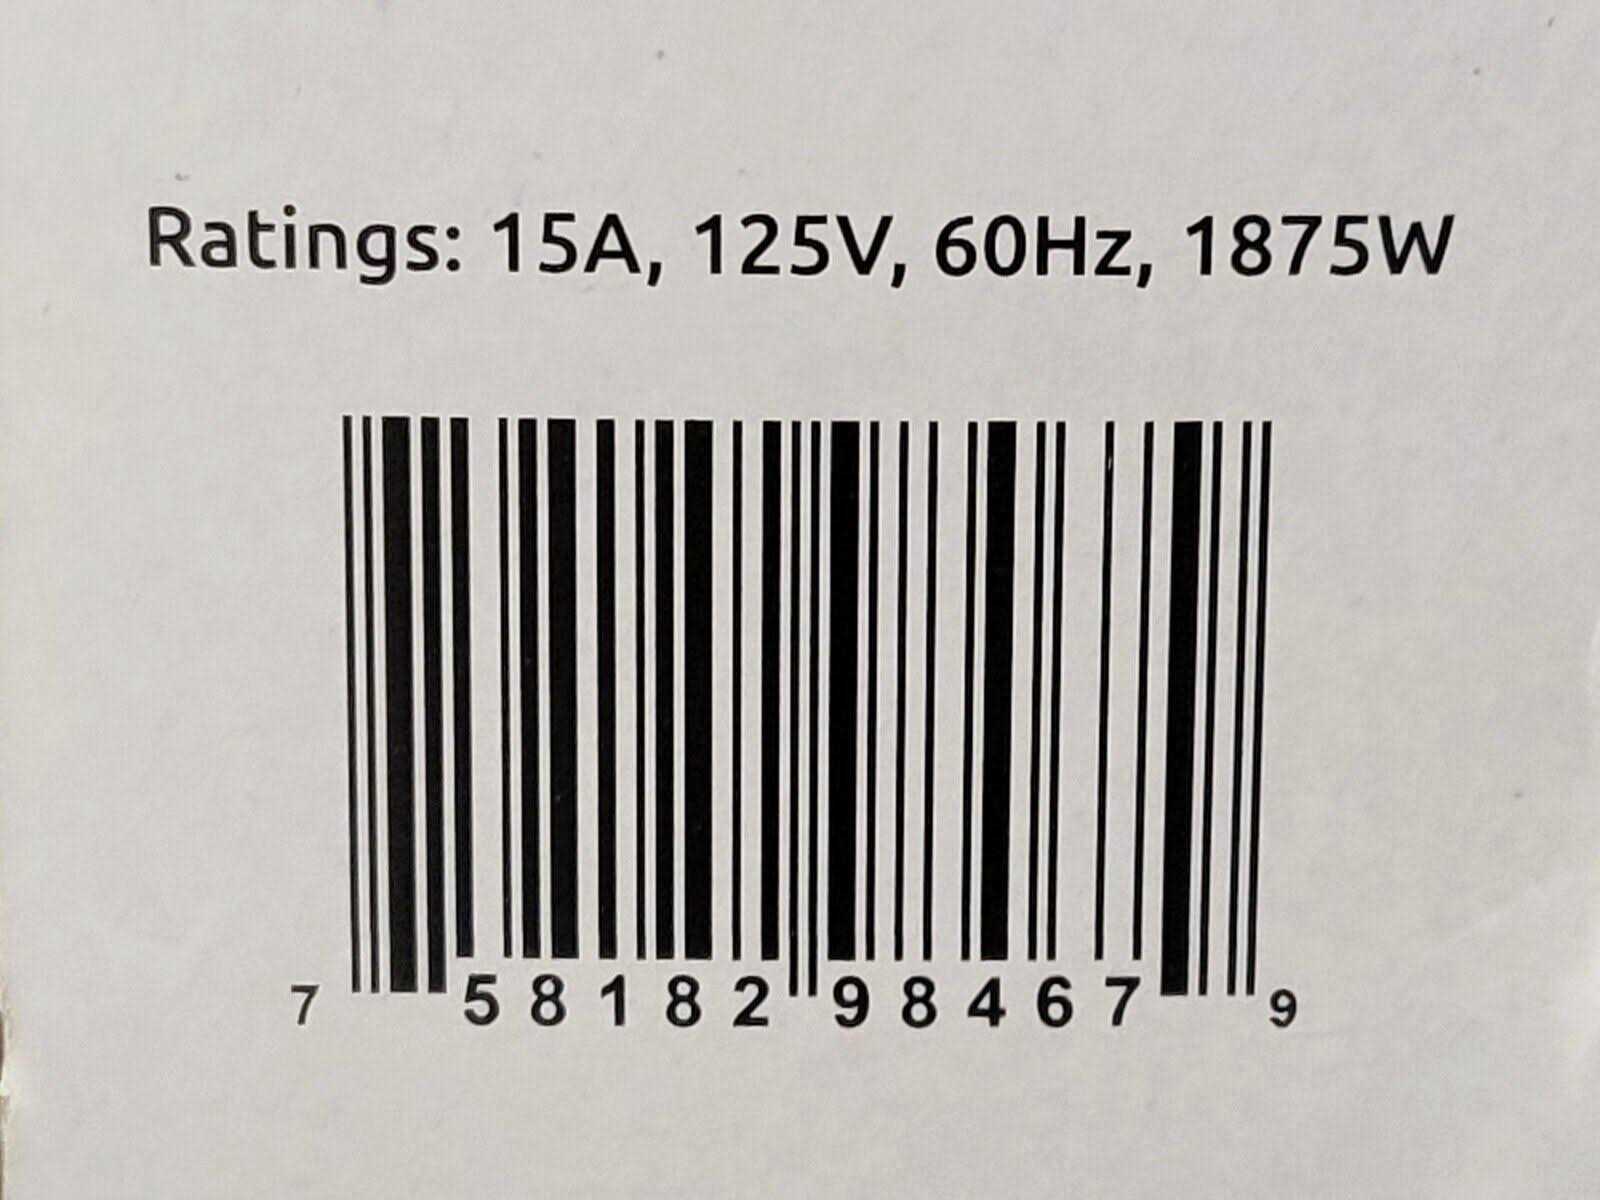 Ratings: 15A, 125V, 60Hz, 1875W
7 58182 98467 9